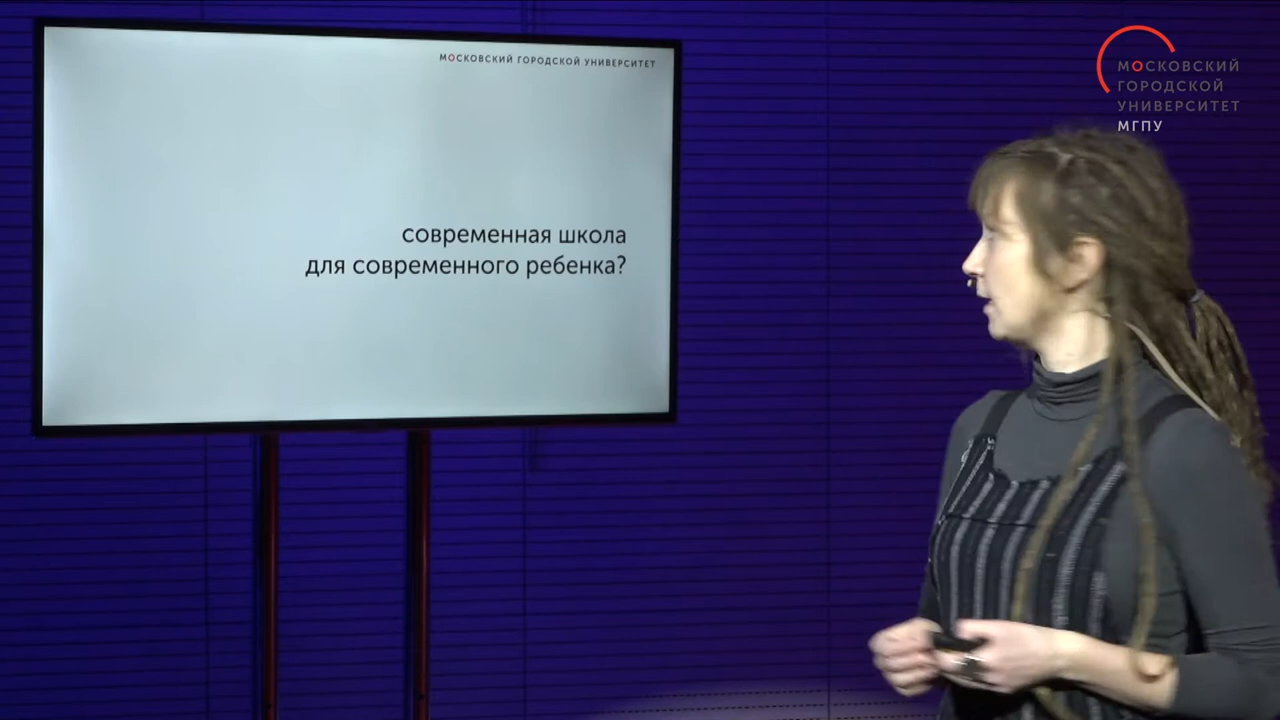 МОСКОВСКИЙ ГОРОДСКОЙ УНИВЕРСИТЕТ
современная школа
для современного ребенка?
МОСКОВСКИЙ
ГОРОДСКОЙ
УНИВЕРСИТЕТ
МГПУ